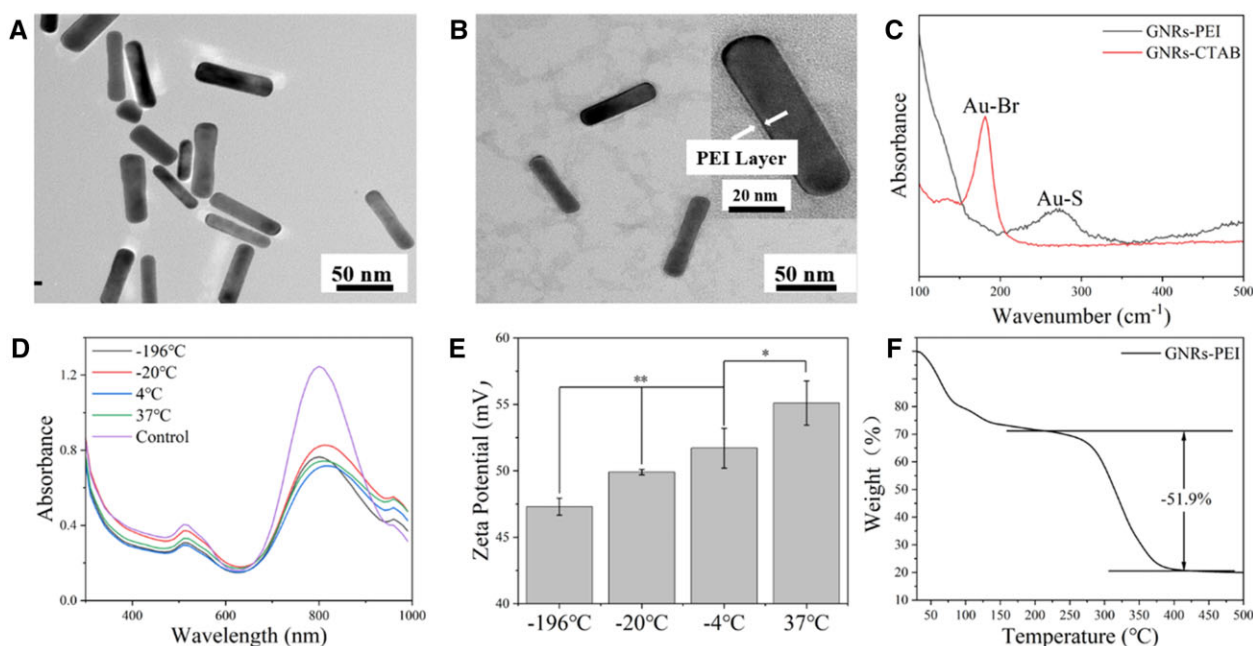 A
50 nm
B
PEI Layer
20 nm
50 nm
C
GNRs-PEI
GNRs-CTAB
Au-Br
Au-S
Absorbance
100 200 300 400 500
Wavenumber (cm⁻¹)
D
-196℃
-20℃
4℃
37℃
Control
1.2
0.8
0.4
0.0
Absorbance
400 600 800 1000
Wavelength (nm)
E
60
55
50
45
40
Zeta Potential (mV)
**
*
-196℃ -20℃ -4℃ 37℃
F
GNRs-PEI
80
70
60
50
40
30
20
10
Weight（%）
-51.9%
50 100 150 200 250 300 350 400 450 500
Temperature (℃)